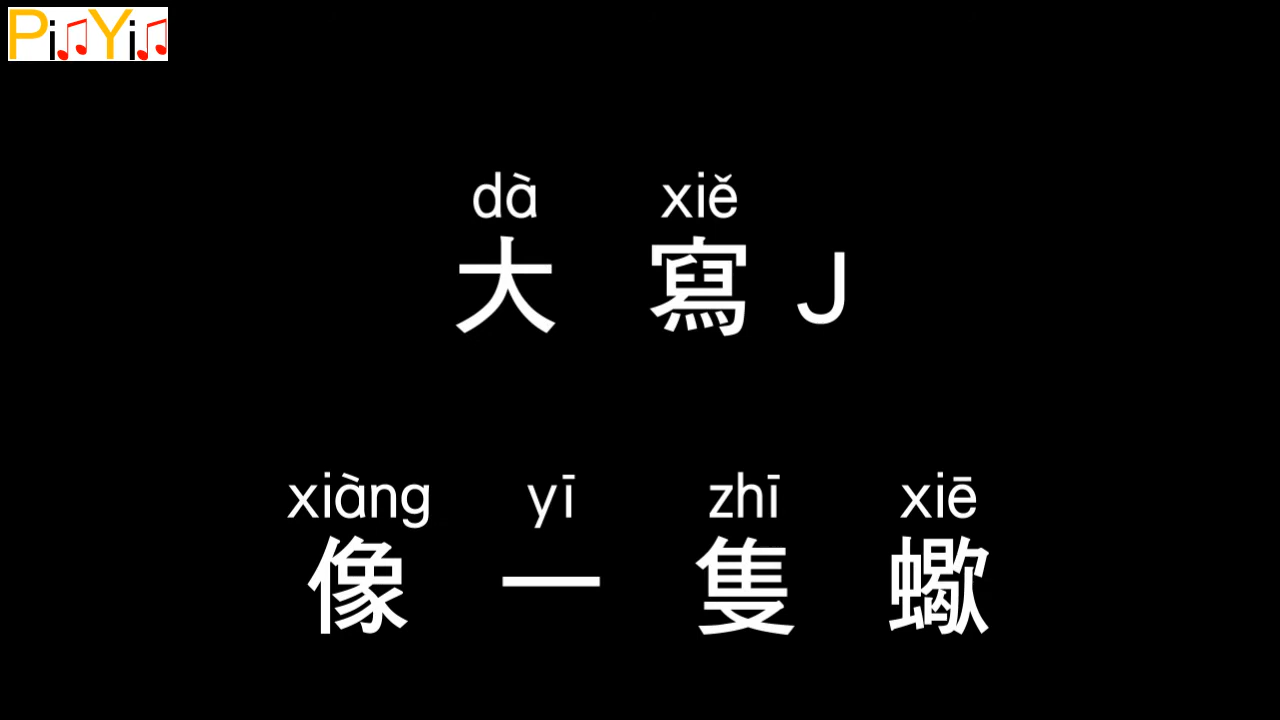 PinYin
dà xiě
大 寫 J
xiàng yī zhī xiē
像 一 隻 蠍